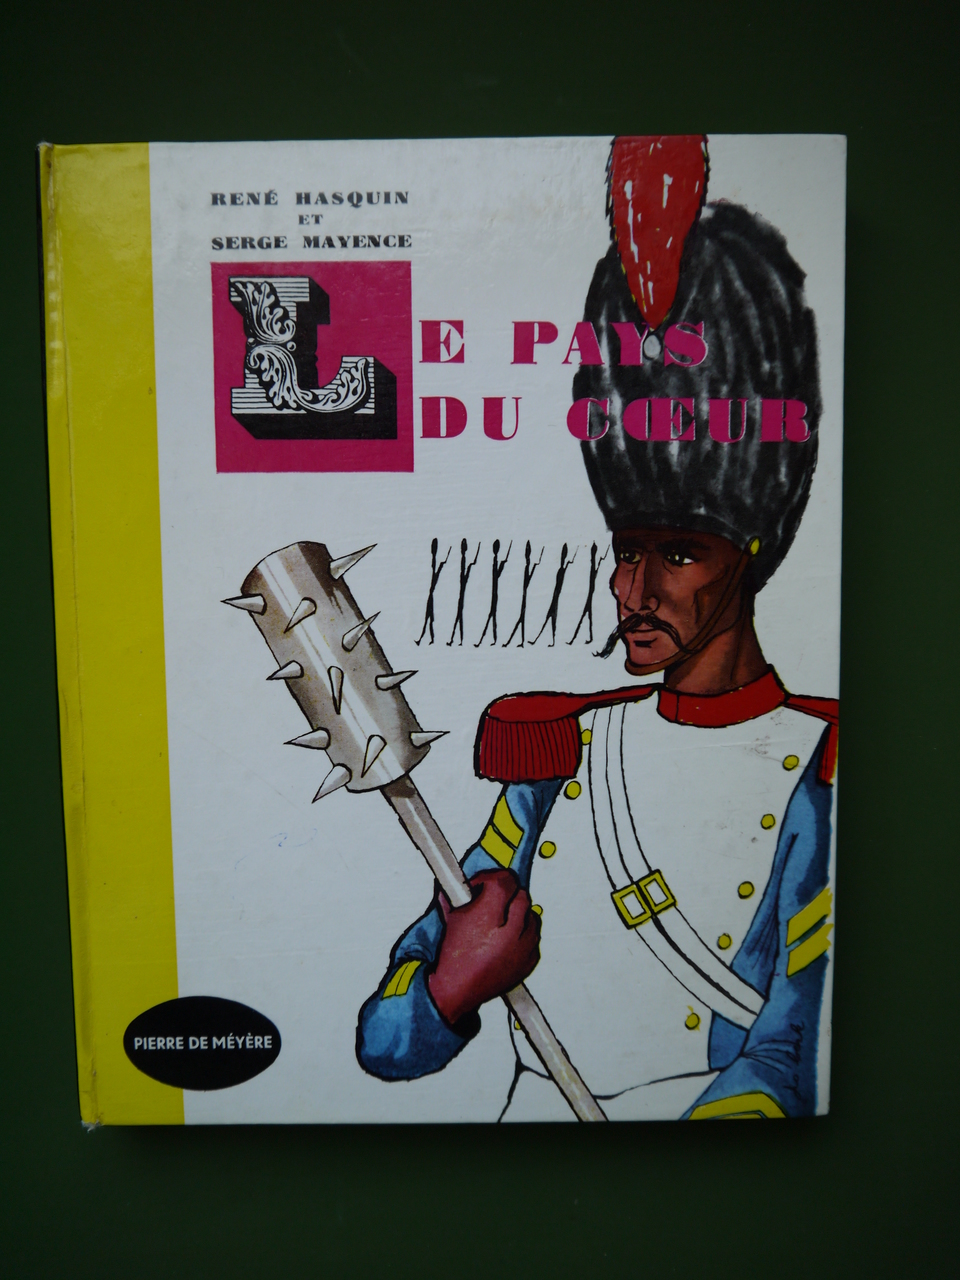 RENÉ HASQUIN
ET
SERGE MAYENCE
LE PAYS
DU CŒUR
PIERRE DE MÉYÈRE